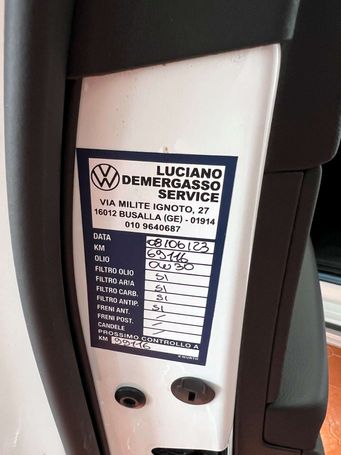 LUCIANO
DEMERGASSO
SERVICE
VIA MILITE IGNOTO, 27
16012 BUSALLA (GE) - 01914
010 9640687
DATA 08/06/23
KM 69116
OLIO 0W30
FILTRO OLIO SI
FILTRO ARIA SI
FILTRO CARB. SI
FILTRO ANTIP. SI
FRENI ANT. /
FRENI POST. /
CANDELE /
PROSSIMO CONTROLLO A
KM 99116
WÜRTH